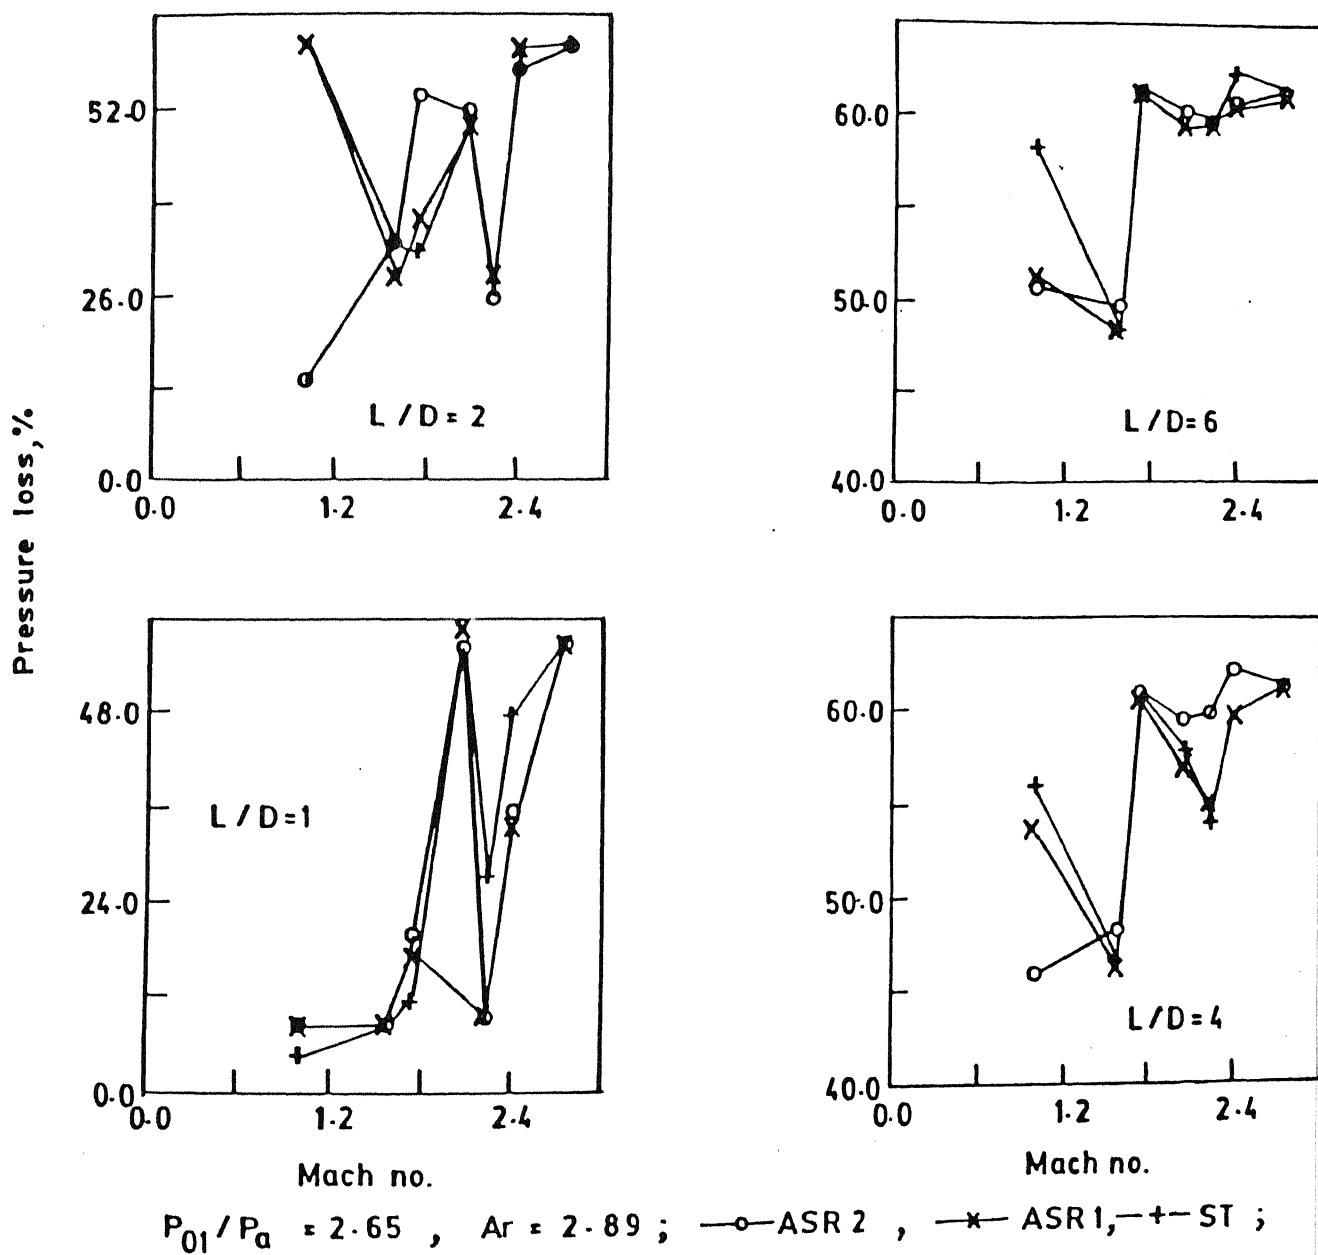 52.0
26.0
0.0
0.0 1.2 2.4
L/D = 2
60.0
50.0
40.0
0.0 1.2 2.4
L/D=6
Pressure loss,%
48.0
24.0
0.0
0.0 1.2 2.4
L/D=1
Mach no.
60.0
50.0
40.0
0.0 1.2 2.4
L/D=4
Mach no.
P01/Pa = 2.65 , Ar = 2.89 ; —o— ASR 2 , —x— ASR 1, —+— ST ;